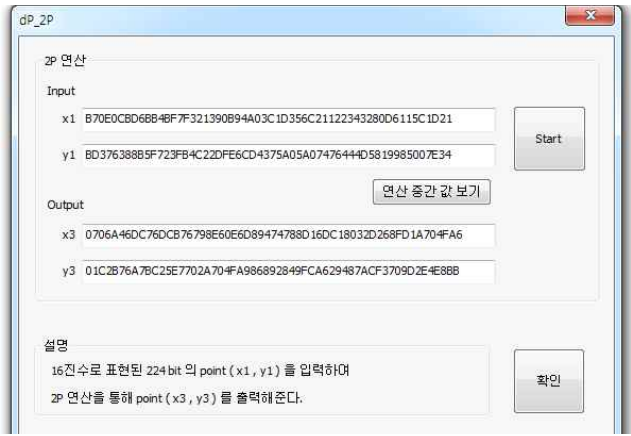 dP_2P
2P 연산
Input
x1 B70E0CBD6BB4BF7F321390B94A03C1D356C21122343280D6115C1D21
Start
y1 BD376388B5F723FB4C22DFE6CD4375A05A07476444D5819985007E34
연산 중간 값 보기
Output
x3 0706A46DC76DCB76798E60E6D89474788D16DC18032D268FD1A704FA6
y3 01C2B76A7BC25E7702A704FA986892849FCA629487ACF3709D2E4E8BB
설명
16진수로 표현된 224 bit 의 point ( x1 , y1 ) 을 입력하여
확인
2P 연산을 통해 point ( x3 , y3 ) 를 출력해준다.